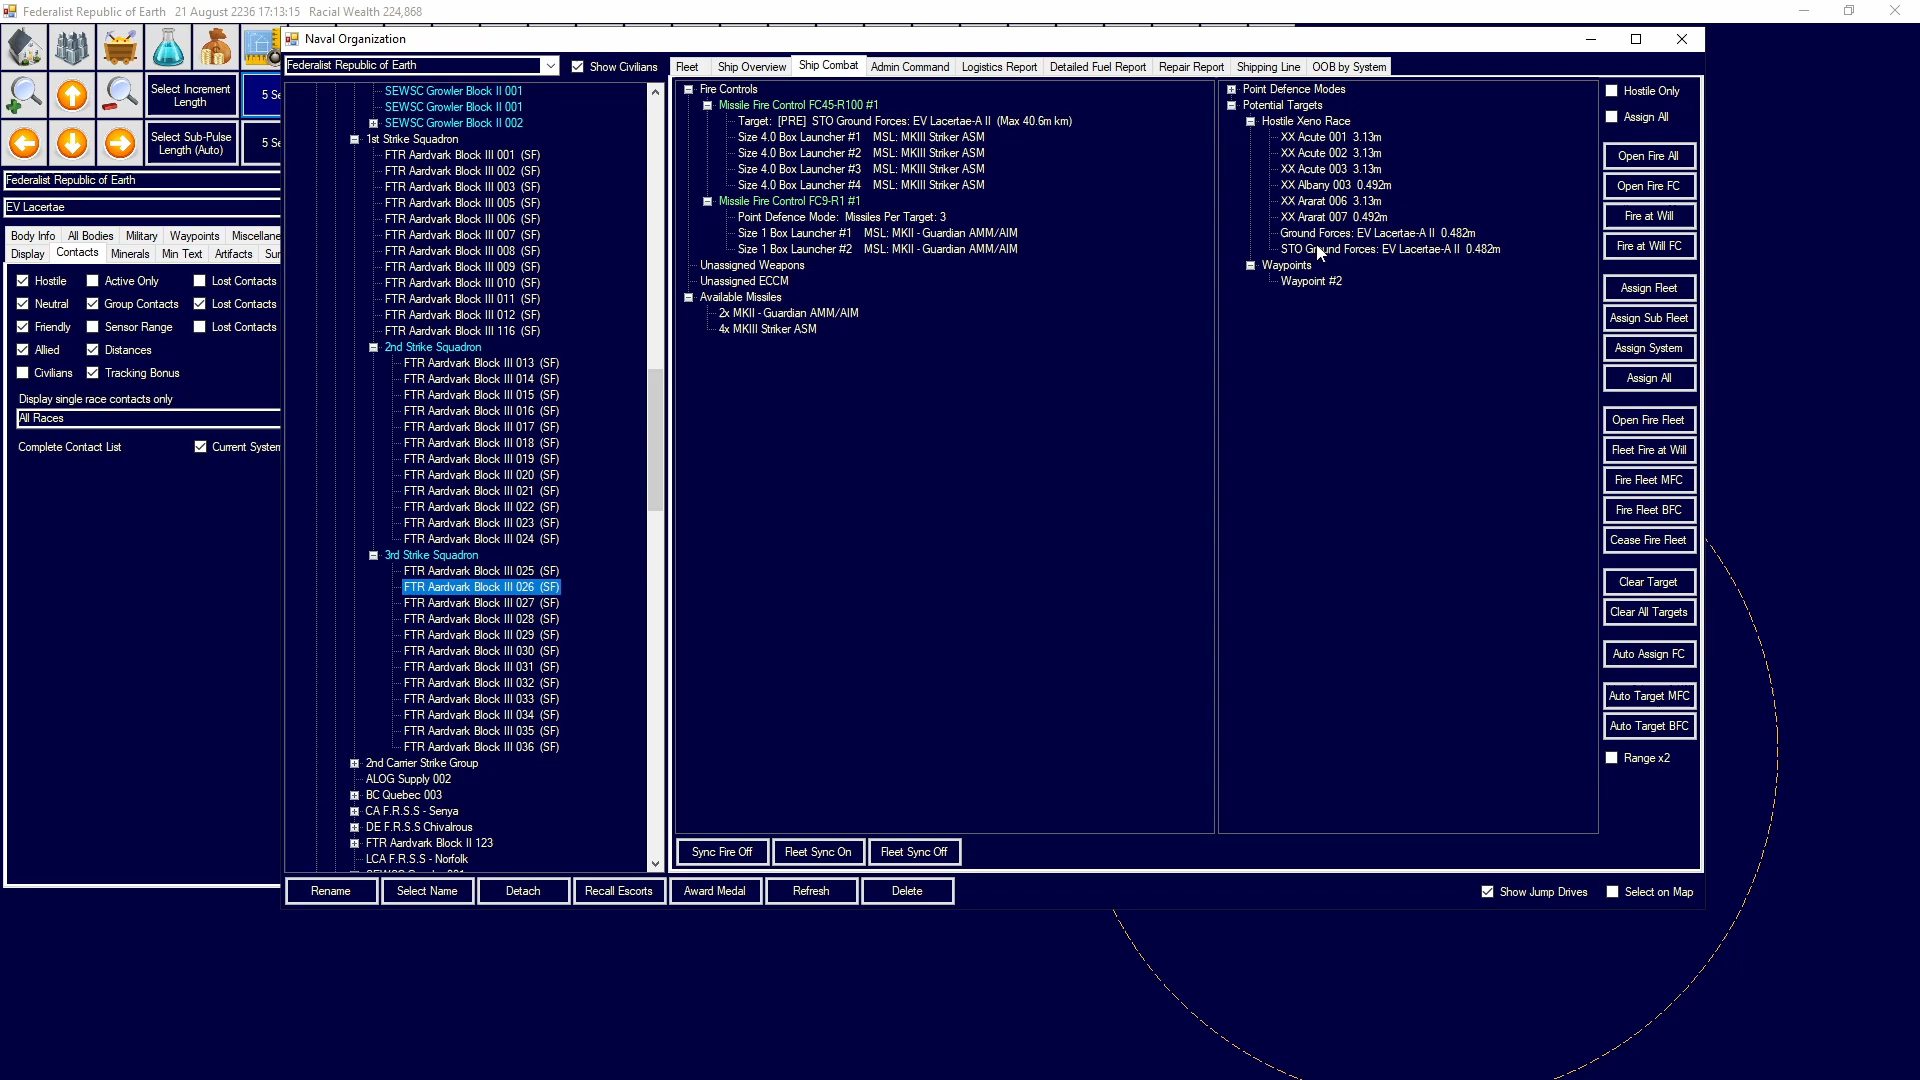 Federalist Republic of Earth   21 August 2236 17:13:15   Racial Wealth 224,868
Naval Organization
Select Increment Length
5 Se
Select Sub-Pulse Length (Auto)
5 Se
Federalist Republic of Earth
EV Lacertae
Body Info   All Bodies   Military   Waypoints   Miscellane
Display   Contacts   Minerals   Min Text   Artifacts   Sur
Hostile   Active Only   Lost Contacts
Neutral   Group Contacts   Lost Contacts
Friendly   Sensor Range   Lost Contacts
Allied   Distances
Civilians   Tracking Bonus
Display single race contacts only
All Races
Complete Contact List   Current System
Federalist Republic of Earth   Show Civilians
SEWSC Growler Block II 001
SEWSC Growler Block II 001
SEWSC Growler Block II 002
1st Strike Squadron
FTR Aardvark Block III 001  (SF)
FTR Aardvark Block III 002  (SF)
FTR Aardvark Block III 003  (SF)
FTR Aardvark Block III 005  (SF)
FTR Aardvark Block III 006  (SF)
FTR Aardvark Block III 007  (SF)
FTR Aardvark Block III 008  (SF)
FTR Aardvark Block III 009  (SF)
FTR Aardvark Block III 010  (SF)
FTR Aardvark Block III 011  (SF)
FTR Aardvark Block III 012  (SF)
FTR Aardvark Block III 116  (SF)
2nd Strike Squadron
FTR Aardvark Block III 013  (SF)
FTR Aardvark Block III 014  (SF)
FTR Aardvark Block III 015  (SF)
FTR Aardvark Block III 016  (SF)
FTR Aardvark Block III 017  (SF)
FTR Aardvark Block III 018  (SF)
FTR Aardvark Block III 019  (SF)
FTR Aardvark Block III 020  (SF)
FTR Aardvark Block III 021  (SF)
FTR Aardvark Block III 022  (SF)
FTR Aardvark Block III 023  (SF)
FTR Aardvark Block III 024  (SF)
3rd Strike Squadron
FTR Aardvark Block III 025  (SF)
FTR Aardvark Block III 026  (SF)
FTR Aardvark Block III 027  (SF)
FTR Aardvark Block III 028  (SF)
FTR Aardvark Block III 029  (SF)
FTR Aardvark Block III 030  (SF)
FTR Aardvark Block III 031  (SF)
FTR Aardvark Block III 032  (SF)
FTR Aardvark Block III 033  (SF)
FTR Aardvark Block III 034  (SF)
FTR Aardvark Block III 035  (SF)
FTR Aardvark Block III 036  (SF)
2nd Carrier Strike Group
ALOG Supply 002
BC Quebec 003
CA F.R.S.S - Senya
DE F.R.S.S Chivalrous
FTR Aardvark Block II 123
LCA F.R.S.S - Norfolk
Fleet   Ship Overview   Ship Combat   Admin Command   Logistics Report   Detailed Fuel Report   Repair Report   Shipping Line   OOB by System
Fire Controls
Missile Fire Control FC45-R100 #1
Target:  [PRE]  STO Ground Forces: EV Lacertae-A II  (Max 40.6m km)
Size 4.0 Box Launcher #1   MSL: MKIII Striker ASM
Size 4.0 Box Launcher #2   MSL: MKIII Striker ASM
Size 4.0 Box Launcher #3   MSL: MKIII Striker ASM
Size 4.0 Box Launcher #4   MSL: MKIII Striker ASM
Missile Fire Control FC9-R1 #1
Point Defence Mode:  Missiles Per Target: 3
Size 1 Box Launcher #1   MSL: MKII - Guardian AMM/AIM
Size 1 Box Launcher #2   MSL: MKII - Guardian AMM/AIM
Unassigned Weapons
Unassigned ECCM
Available Missiles
2x MKII - Guardian AMM/AIM
4x MKIII Striker ASM
Point Defence Modes
Potential Targets
Hostile Xeno Race
XX Acute 001  3.13m
XX Acute 002  3.13m
XX Acute 003  3.13m
XX Albany 003  0.492m
XX Ararat 006  3.13m
XX Ararat 007  0.492m
Ground Forces: EV Lacertae-A II  0.482m
STO Ground Forces: EV Lacertae-A II  0.482m
Waypoints
Waypoint #2
Hostile Only
Assign All
Open Fire All
Open Fire FC
Fire at Will
Fire at Will FC
Assign Fleet
Assign Sub Fleet
Assign System
Assign All
Open Fire Fleet
Fleet Fire at Will
Fire Fleet MFC
Fire Fleet BFC
Cease Fire Fleet
Clear Target
Clear All Targets
Auto Assign FC
Auto Target MFC
Auto Target BFC
Range x2
Sync Fire Off   Fleet Sync On   Fleet Sync Off
Rename   Select Name   Detach   Recall Escorts   Award Medal   Refresh   Delete   Show Jump Drives   Select on Map